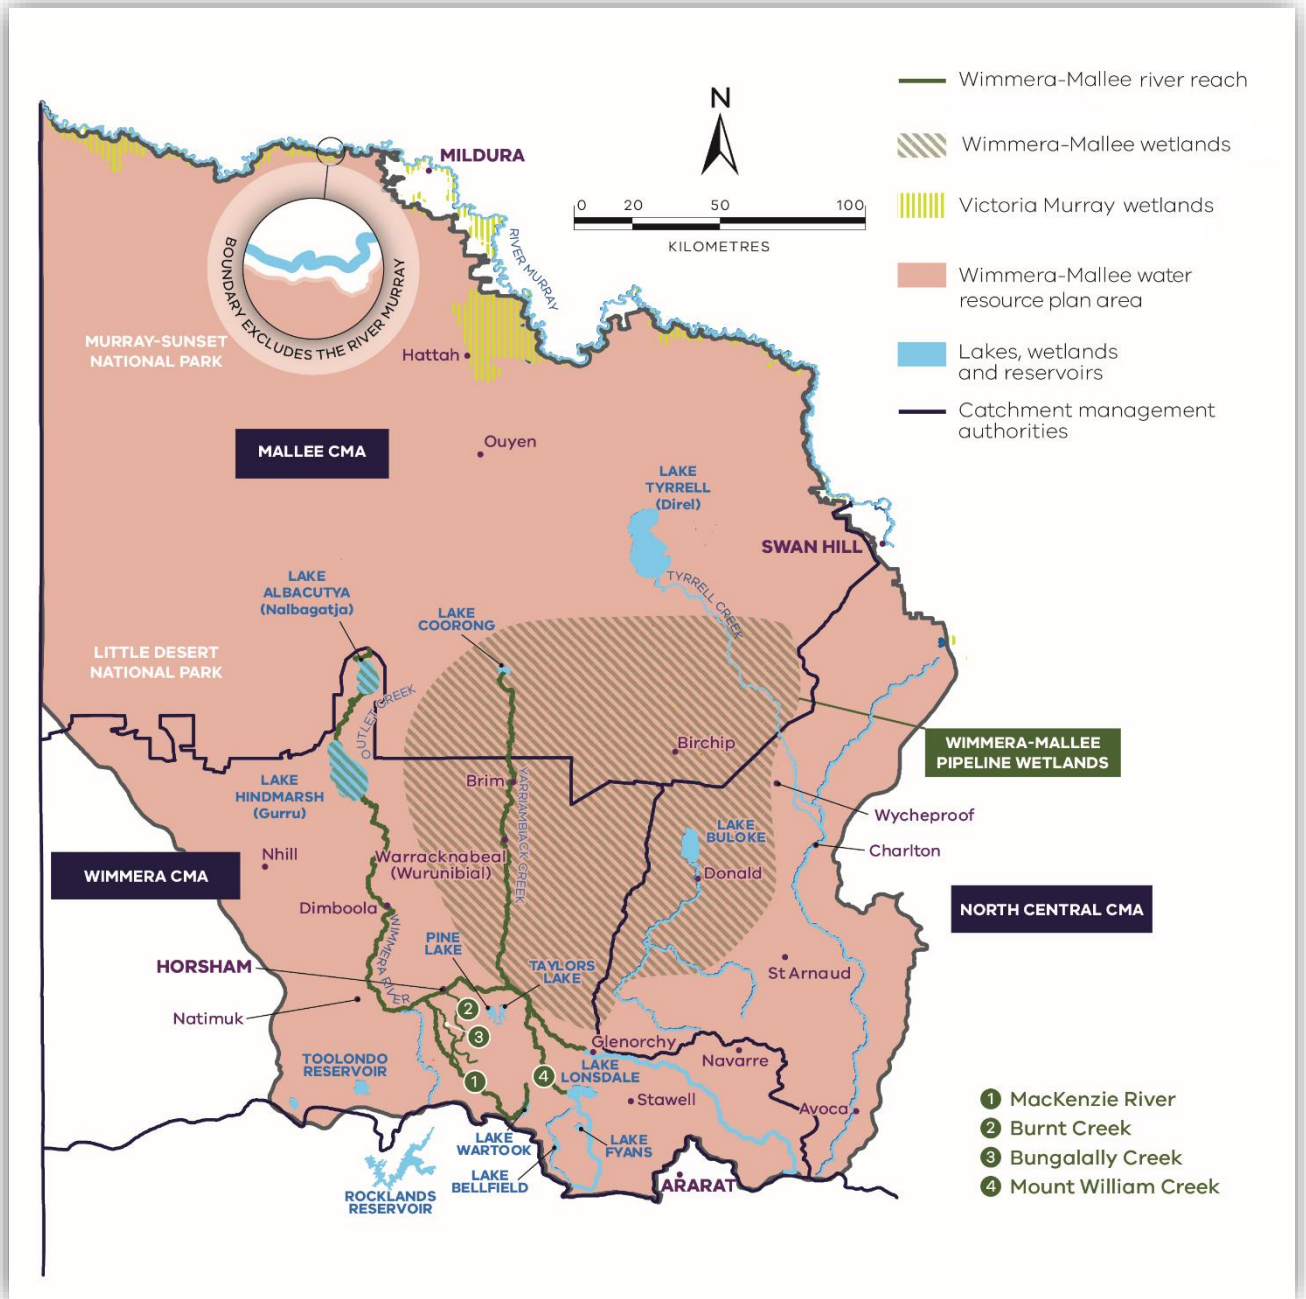 MILDURA
N
0 20 50 100
KILOMETRES
Wimmera-Mallee river reach
Wimmera-Mallee wetlands
Victoria Murray wetlands
Wimmera-Mallee water
resource plan area
Lakes, wetlands
and reservoirs
Catchment management
authorities
BOUNDARY EXCLUDES THE RIVER MURRAY
RIVER MURRAY
MURRAY-SUNSET
NATIONAL PARK
Hattah
MALLEE CMA
Ouyen
LAKE
TYRRELL
(Direl)
SWAN HILL
TYRRELL CREEK
LAKE
ALBACUTYA
(Nalbagatja)
LAKE
COORONG
LITTLE DESERT
NATIONAL PARK
OUTLET CREEK
Birchip
WIMMERA-MALLEE
PIPELINE WETLANDS
LAKE
HINDMARSH
(Gurru)
Brim
YARRIAMBIACK CREEK
Wycheproof
LAKE
BULOKE
Charlton
Nhill
Warracknabeal
(Wurunibial)
Donald
WIMMERA CMA
Dimboola
NORTH CENTRAL CMA
WIMMERA RIVER
PINE
LAKE
HORSHAM
TAYLORS
LAKE
St Arnaud
Natimuk
2
3
1
4
Glenorchy
Navarre
TOOLONDO
RESERVOIR
LAKE
LONSDALE
Stawell
Avoca
LAKE
WARTOOK
LAKE
FYANS
LAKE
BELLFIELD
ROCKLANDS
RESERVOIR
ARARAT
1 MacKenzie River
2 Burnt Creek
3 Bungalally Creek
4 Mount William Creek